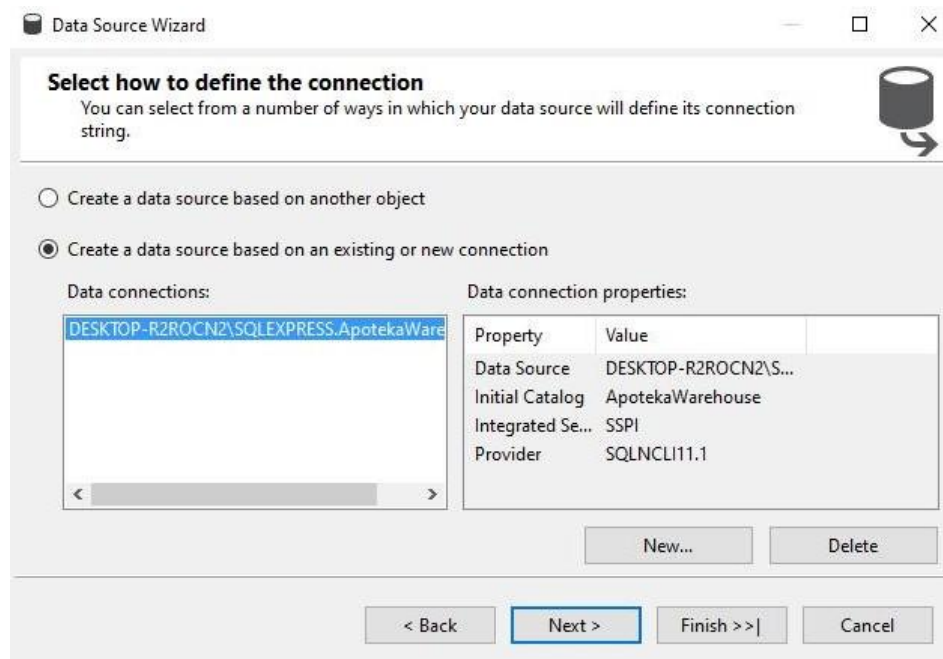 Data Source Wizard
Select how to define the connection
You can select from a number of ways in which your data source will define its connection
string.
Create a data source based on another object
Create a data source based on an existing or new connection
Data connections:
DESKTOP-R2ROCN2\SQLEXPRESS.ApotekaWare
Data connection properties:
Property Value
Data Source DESKTOP-R2ROCN2\S...
Initial Catalog ApotekaWarehouse
Integrated Se... SSPI
Provider SQLNCLI11.1
New... Delete
< Back Next > Finish >>| Cancel